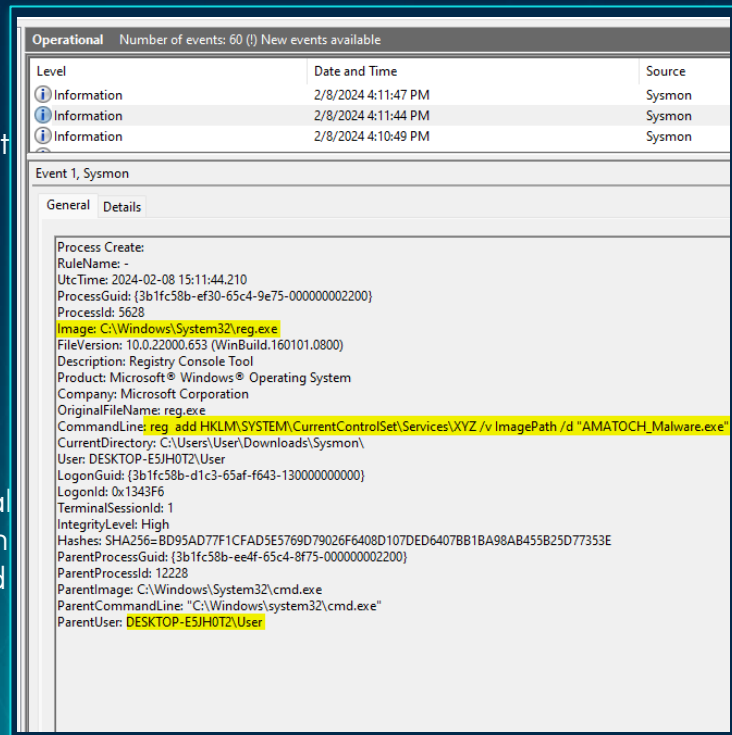 Operational Number of events: 60 (!) New events available
Level Date and Time Source
Information 2/8/2024 4:11:47 PM Sysmon
Information 2/8/2024 4:11:44 PM Sysmon
Information 2/8/2024 4:10:49 PM Sysmon
Event 1, Sysmon
General Details
Process Create:
RuleName: -
UtcTime: 2024-02-08 15:11:44.210
ProcessGuid: {3b1fc58b-ef30-65c4-9e75-000000002200}
ProcessId: 5628
Image: C:\Windows\System32\reg.exe
FileVersion: 10.0.22000.653 (WinBuild.160101.0800)
Description: Registry Console Tool
Product: Microsoft® Windows® Operating System
Company: Microsoft Corporation
OriginalFileName: reg.exe
CommandLine: reg add HKLM\SYSTEM\CurrentControlSet\Services\XYZ /v ImagePath /d "AMATOCH_Malware.exe"
CurrentDirectory: C:\Users\User\Downloads\Sysmon\
User: DESKTOP-E5JH0T2\User
LogonGuid: {3b1fc58b-d1c3-65af-f643-130000000000}
LogonId: 0x1343F6
TerminalSessionId: 1
IntegrityLevel: High
Hashes: SHA256=BD95AD77F1CFAD5E5769D79026F6408D107DED6407BB1BA98AB455B25D77353E
ParentProcessGuid: {3b1fc58b-ee4f-65c4-8f75-000000002200}
ParentProcessId: 12228
ParentImage: C:\Windows\System32\cmd.exe
ParentCommandLine: "C:\Windows\system32\cmd.exe"
ParentUser: DESKTOP-E5JH0T2\User